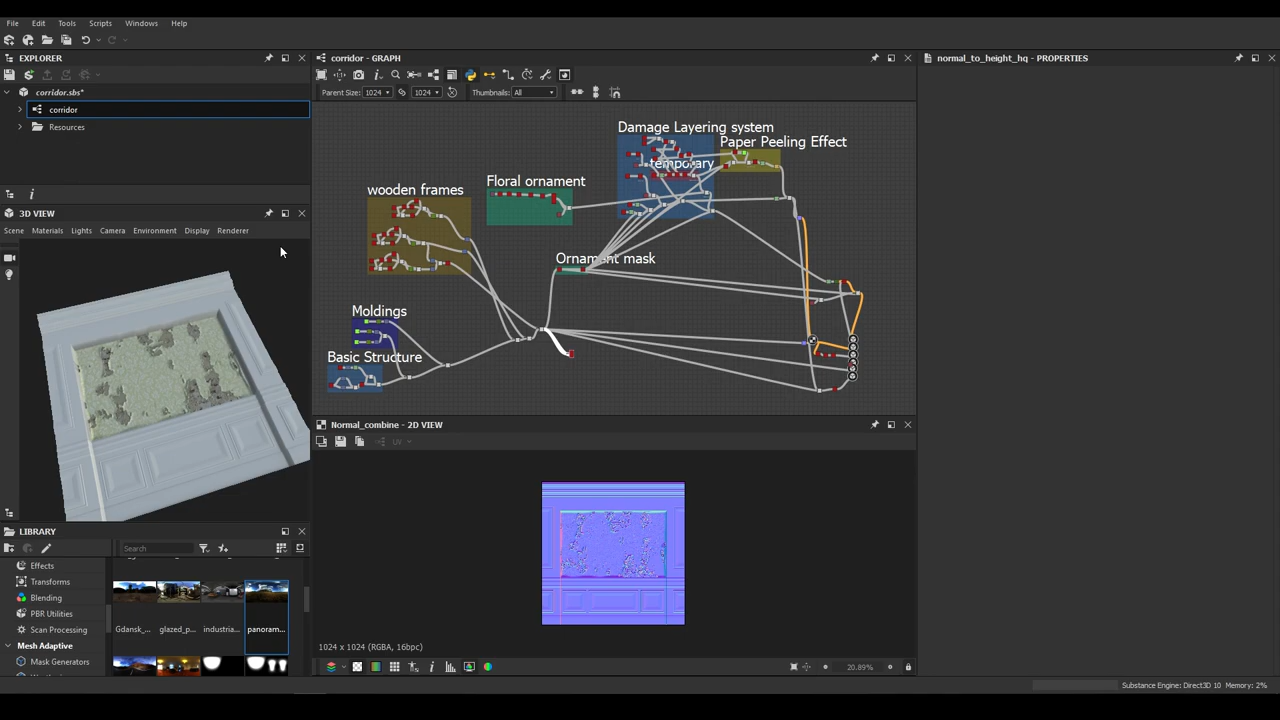 File Edit Tools Scripts Windows Help
EXPLORER
corridor.sbs*
corridor
Resources
3D VIEW
Scene Materials Lights Camera Environment Display Renderer
LIBRARY
Search
Effects
Transforms
Blending
PBR Utilities
Scan Processing
Mesh Adaptive
Mask Generators
Gdansk_... glazed_p... industria... panoram...
corridor - GRAPH
Parent Size: 1024 1024 Thumbnails: All
Damage Layering system
Paper Peeling Effect
Temporary
Floral ornament
wooden frames
Ornament mask
Moldings
Basic Structure
Normal_combine - 2D VIEW
UV
1024 x 1024 (RGBA, 16bpc)
20.89%
normal_to_height_hq - PROPERTIES
Substance Engine: Direct3D 10 Memory: 2%